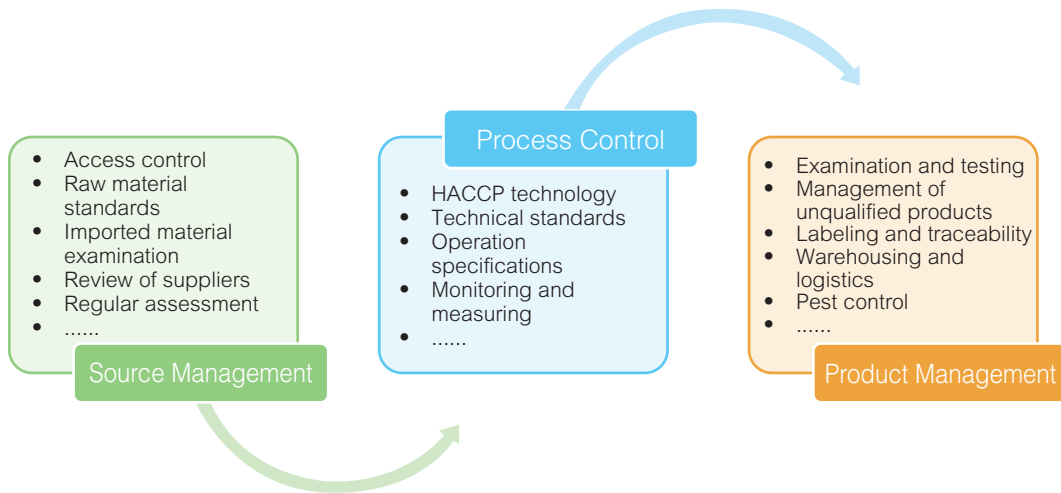 • Access control
• Raw material
standards
• Imported material
examination
• Review of suppliers
• Regular assessment
• ......
Source Management
Process Control
• HACCP technology
• Technical standards
• Operation
specifications
• Monitoring and
measuring
• ......
• Examination and testing
• Management of
unqualified products
• Labeling and traceability
• Warehousing and
logistics
• Pest control
• ......
Product Management